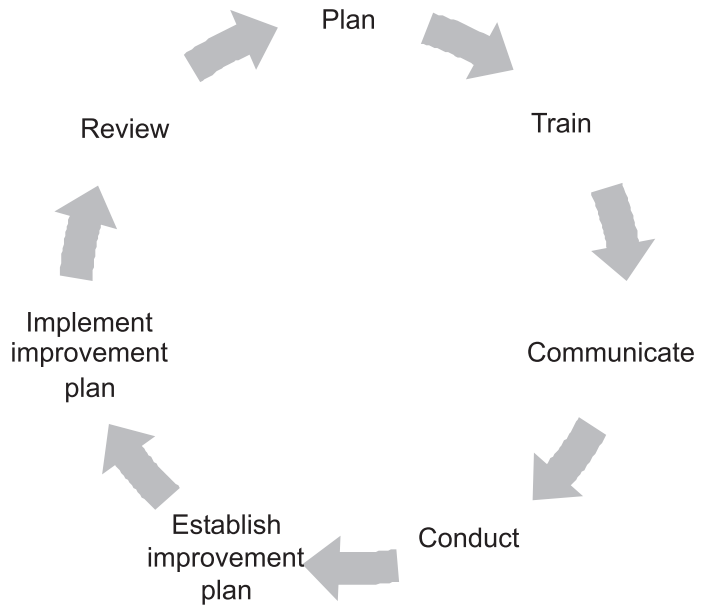 Plan
Train
Communicate
Conduct
Establish
improvement
plan
Implement
improvement
plan
Review